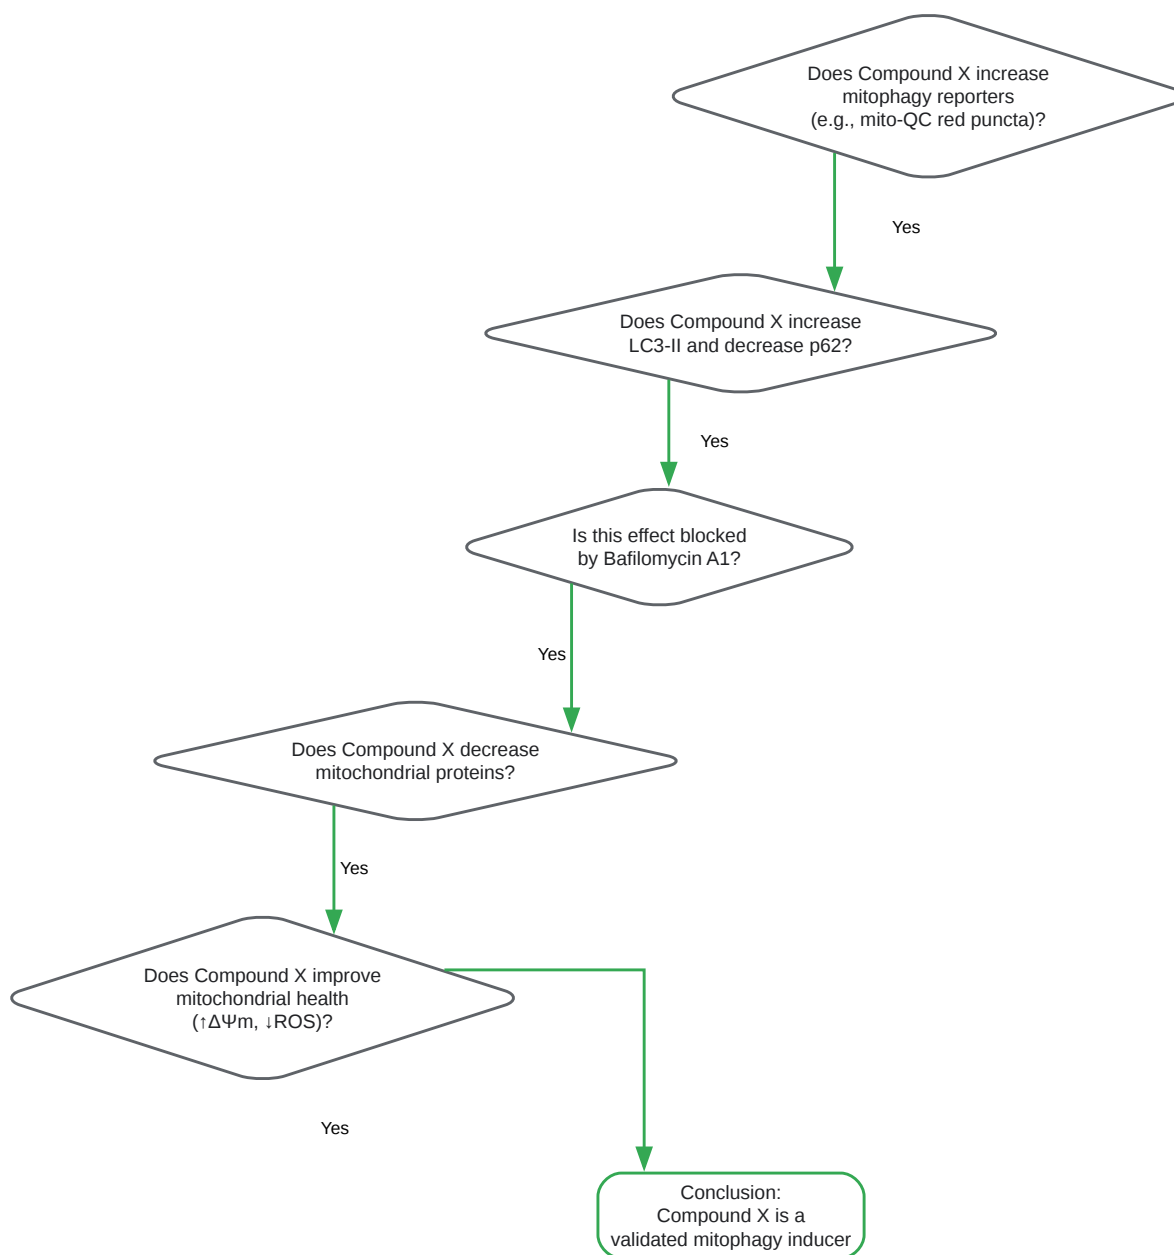 Does Compound X increase
mitophagy reporters
(e.g., mito-QC red puncta)?
Yes
Does Compound X increase
LC3-II and decrease p62?
Yes
Is this effect blocked
by Bafilomycin A1?
Yes
Does Compound X decrease
mitochondrial proteins?
Yes
Does Compound X improve
mitochondrial health
(↑ΔΨm, ↓ROS)?
Yes
Conclusion:
Compound X is a
validated mitophagy inducer